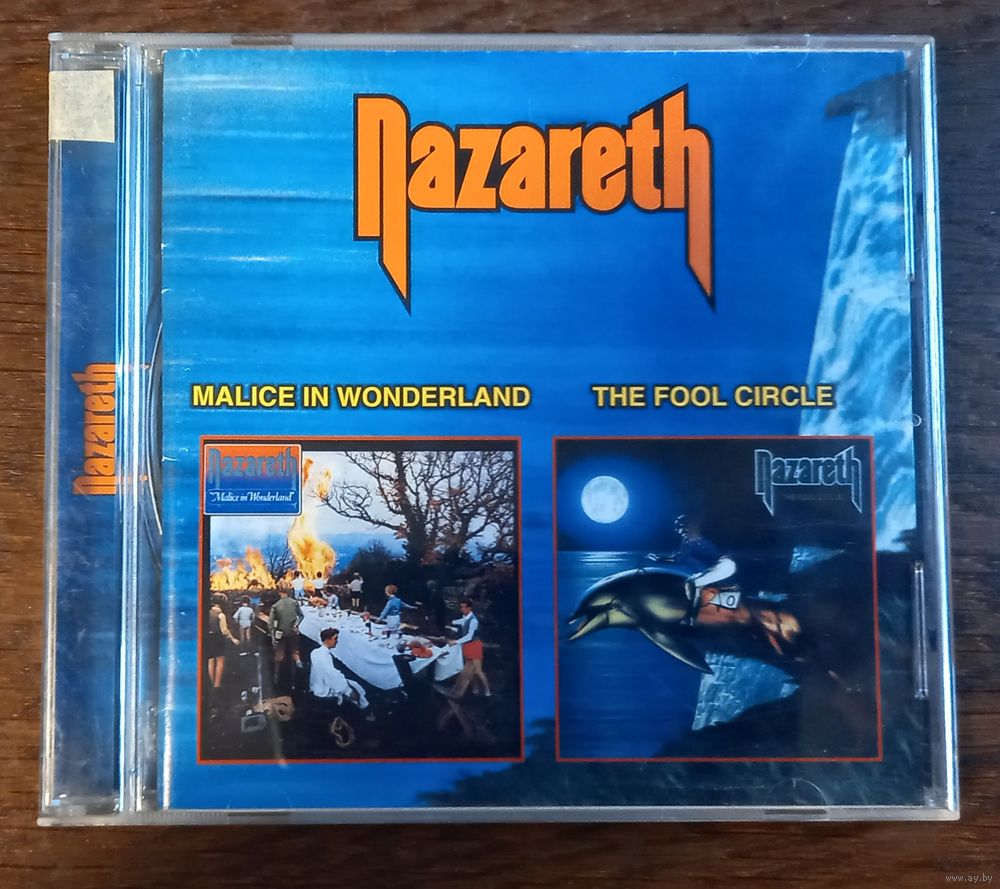 nazareth
MALICE IN WONDERLAND
THE FOOL CIRCLE
Nazareth
"Malice in Wonderland"
nazareth
THE FOOL CIRCLE
nazareth
0
www.ay.by